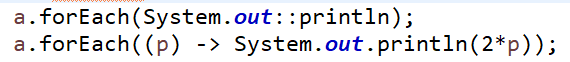 a.forEach(System.out::println);
a.forEach((p) -> System.out.println(2*p));